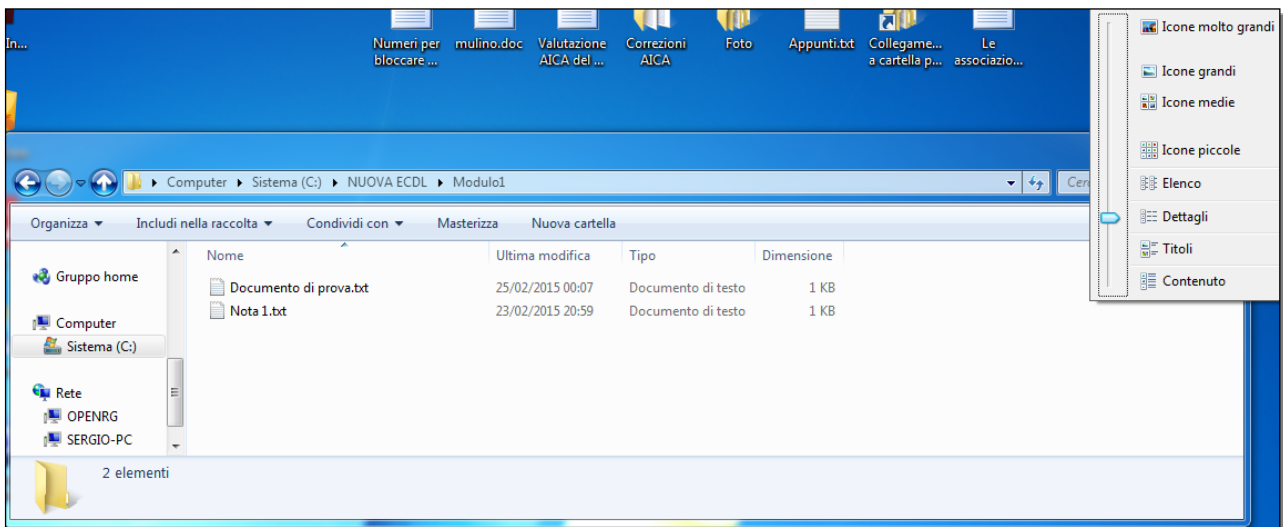 In...
Numeri per
bloccare ...
mulino.doc
Valutazione
AICA del ...
Correzioni
AICA
Foto
Appunti.txt
Collegame...
a cartella p...
Le
associazio...
Icone molto grandi
Icone grandi
Icone medie
Icone piccole
Elenco
Dettagli
Titoli
Contenuto
Computer Sistema (C:) NUOVA ECDL Modulo1
Organizza Includi nella raccolta Condividi con Masterizza Nuova cartella
Nome Ultima modifica Tipo Dimensione
Gruppo home
Documento di prova.txt 25/02/2015 00:07 Documento di testo 1 KB
Nota 1.txt 23/02/2015 20:59 Documento di testo 1 KB
Computer
Sistema (C:)
Rete
OPENRG
SERGIO-PC
2 elementi